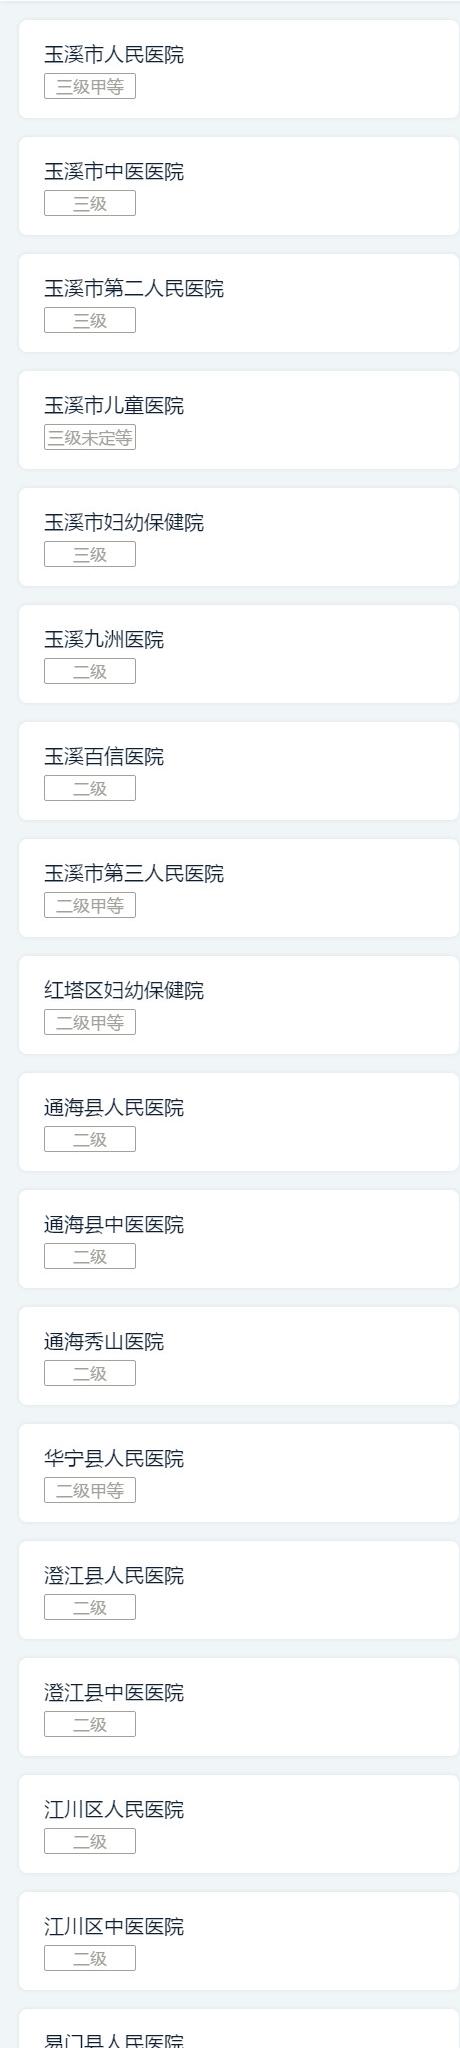 玉溪市人民医院
三级甲等
玉溪市中医医院
三级
玉溪市第二人民医院
三级
玉溪市儿童医院
三级未定等
玉溪市妇幼保健院
三级
玉溪九洲医院
二级
玉溪百信医院
二级
玉溪市第三人民医院
二级甲等
红塔区妇幼保健院
二级甲等
通海县人民医院
二级
通海县中医医院
二级
通海秀山医院
二级
华宁县人民医院
二级甲等
澄江县人民医院
二级
澄江县中医医院
二级
江川区人民医院
二级
江川区中医医院
二级
易门县人民医院